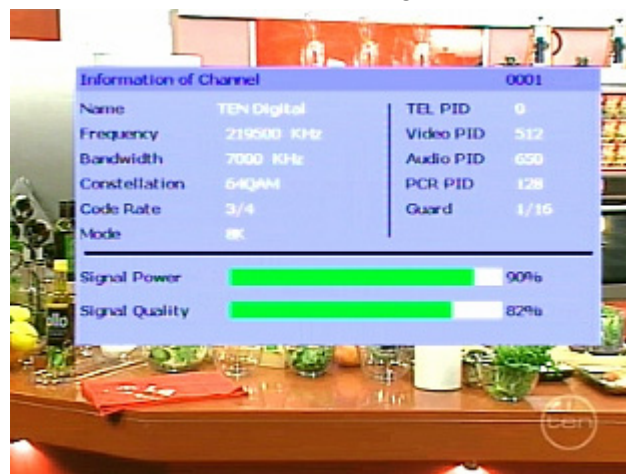 Information of Channel 0001
Name TEN Digital TEL PID 0
Frequency 219500 KHz Video PID 512
Bandwidth 7000 KHz Audio PID 650
Constellation 64QAM PCR PID 128
Code Rate 3/4 Guard 1/16
Mode 8K
Signal Power 90%
Signal Quality 82%
llo
ten